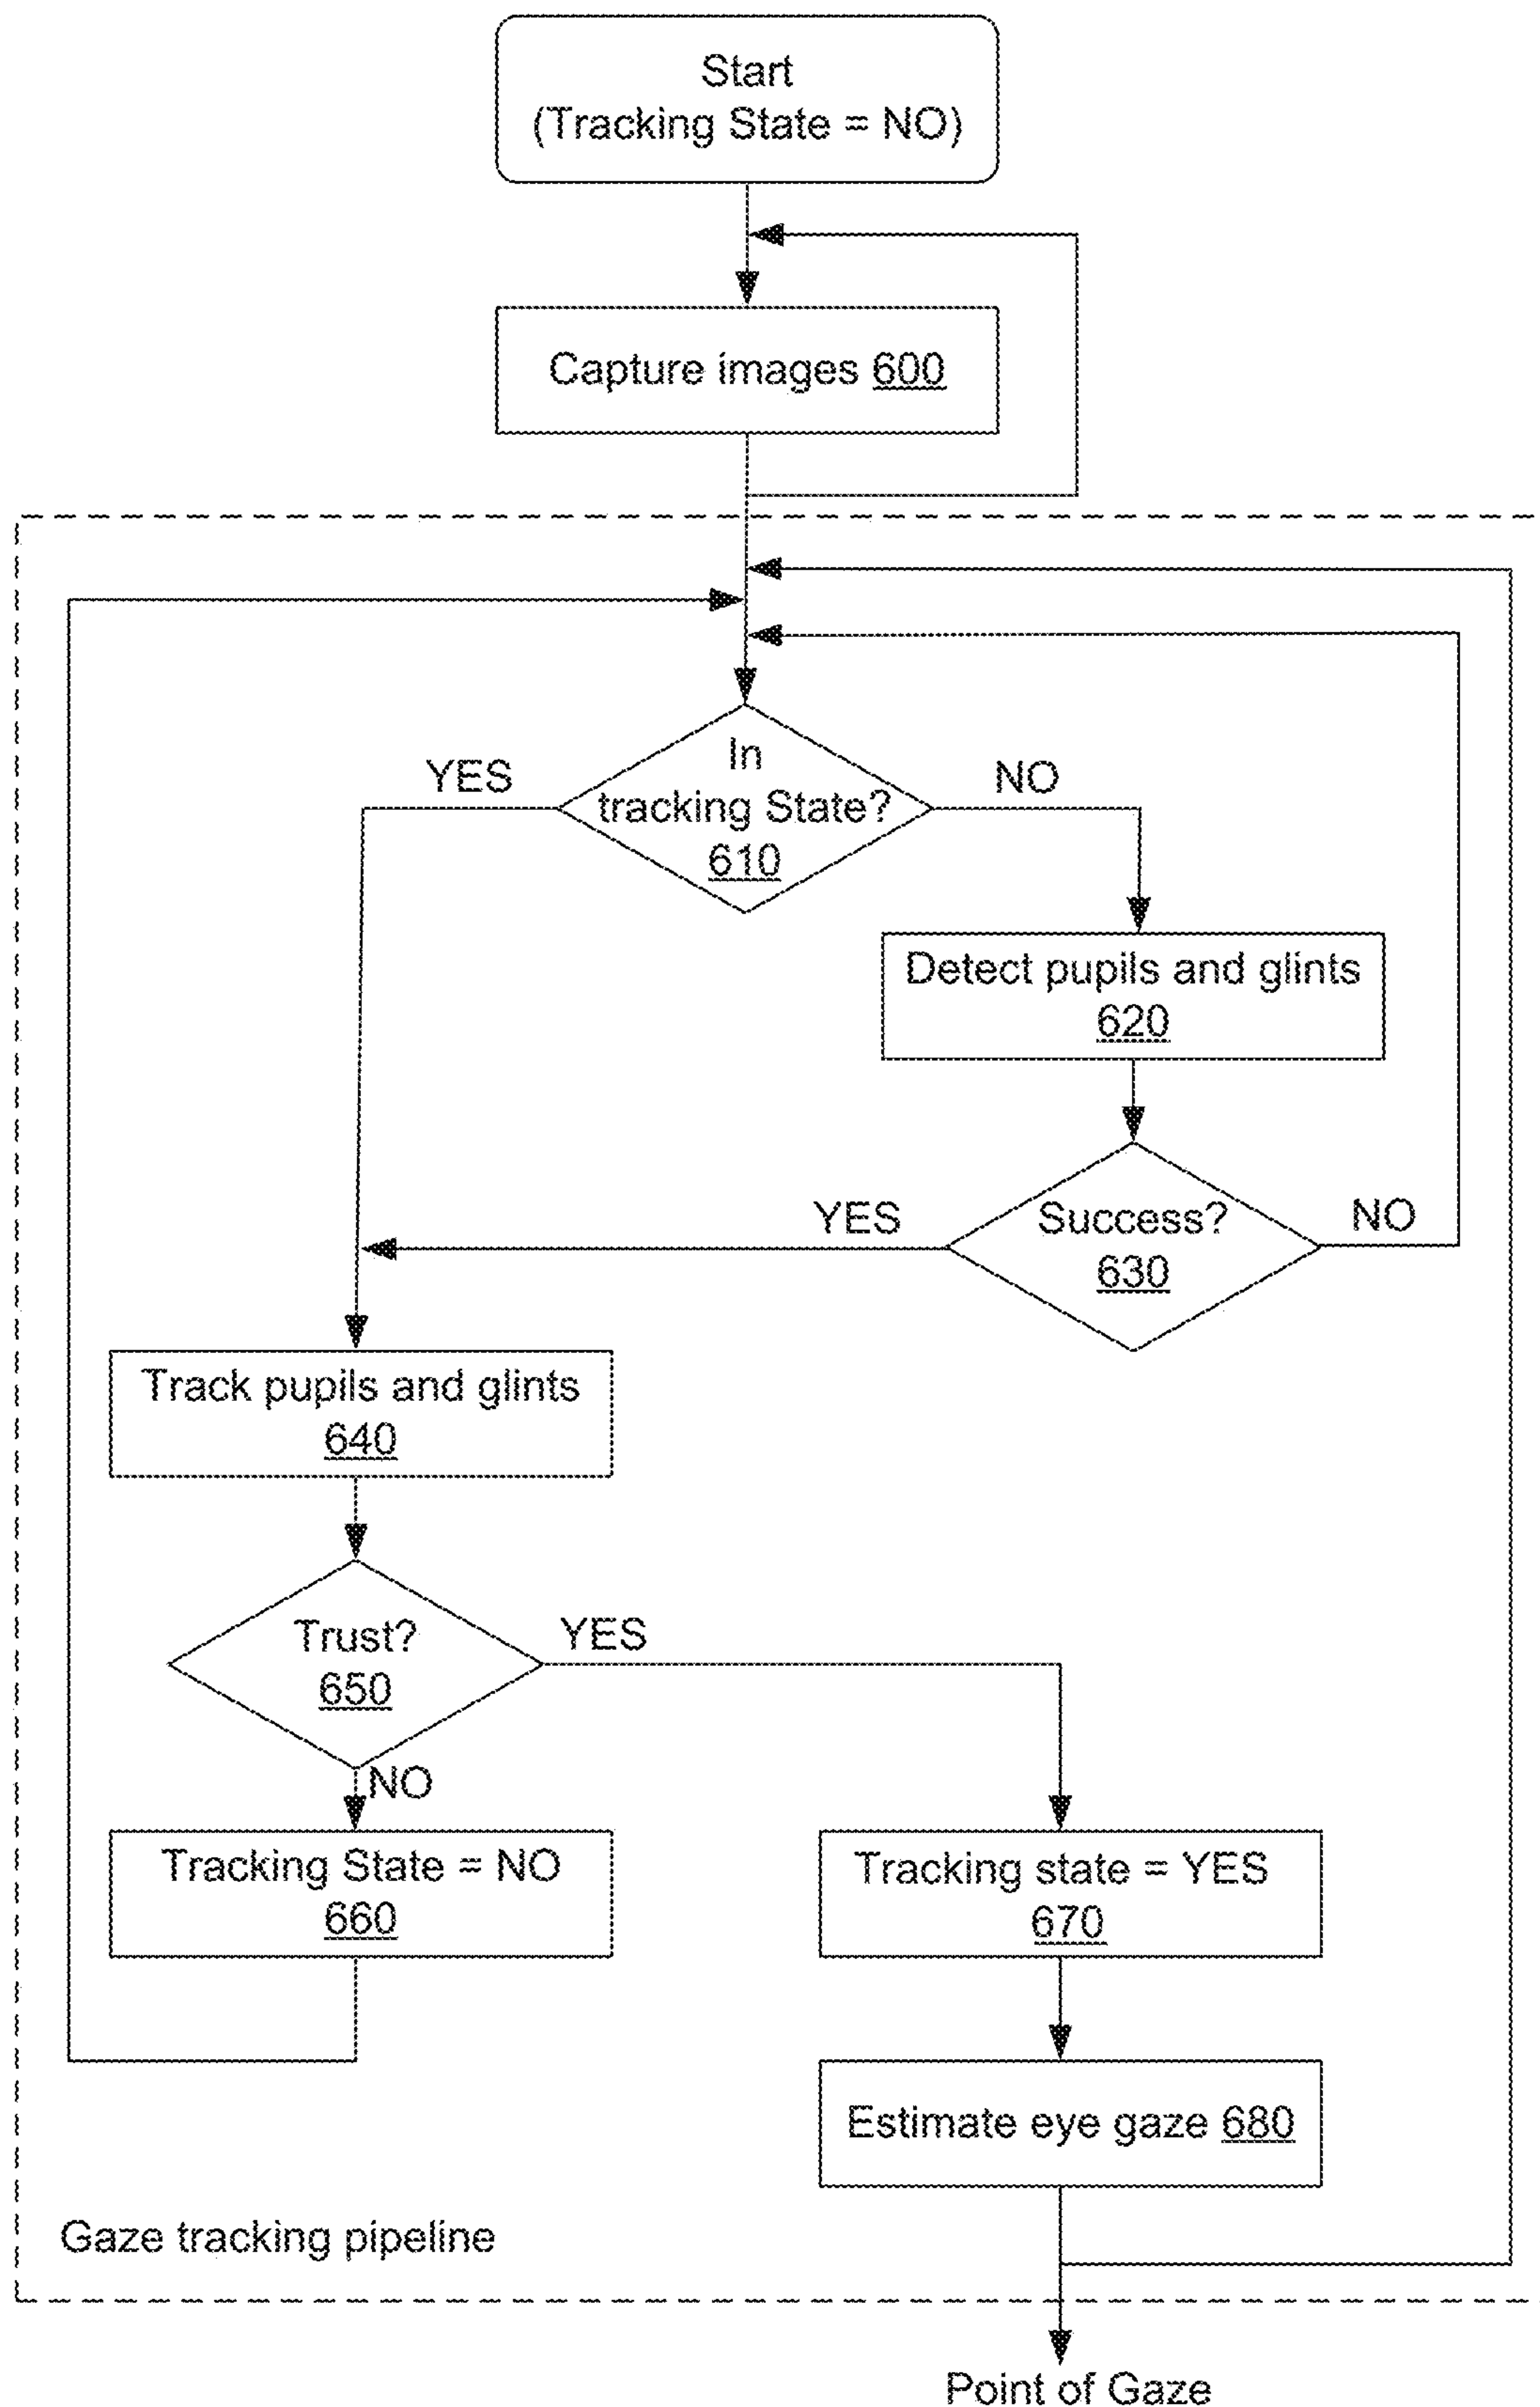 Start
(Tracking State = NO)
Capture images 600
In
tracking State?
610
YES
NO
Detect pupils and glints
620
Success?
630
YES
NO
Track pupils and glints
640
Trust?
650
YES
NO
Tracking State = NO
660
Tracking state = YES
670
Estimate eye gaze 680
Gaze tracking pipeline
Point of Gaze